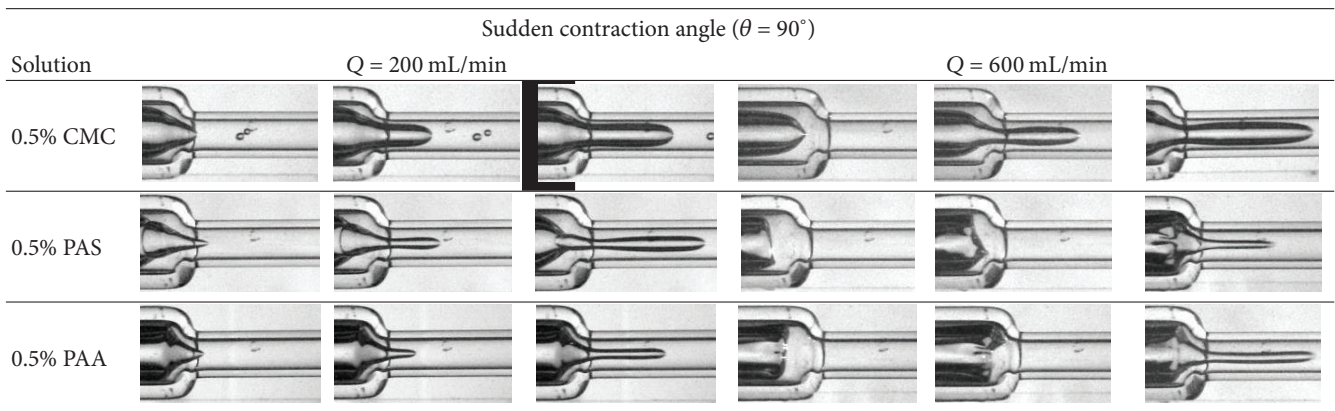 Sudden contraction angle (θ = 90°)
Solution Q = 200 mL/min Q = 600 mL/min
0.5% CMC
0.5% PAS
0.5% PAA